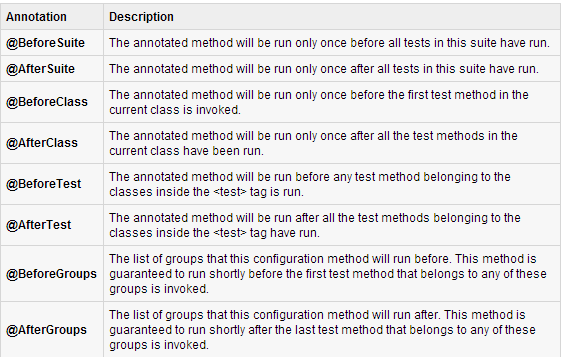 Annotation Description
@BeforeSuite The annotated method will be run only once before all tests in this suite have run.
@AfterSuite The annotated method will be run only once after all tests in this suite have run.
@BeforeClass The annotated method will be run only once before the first test method in the
current class is invoked.
@AfterClass The annotated method will be run only once after all the test methods in the
current class have been run.
@BeforeTest The annotated method will be run before any test method belonging to the
classes inside the <test> tag is run.
@AfterTest The annotated method will be run after all the test methods belonging to the
classes inside the <test> tag have run.
@BeforeGroups The list of groups that this configuration method will run before. This method is
guaranteed to run shortly before the first test method that belongs to any of these
groups is invoked.
@AfterGroups The list of groups that this configuration method will run after. This method is
guaranteed to run shortly after the last test method that belongs to any of these
groups is invoked.